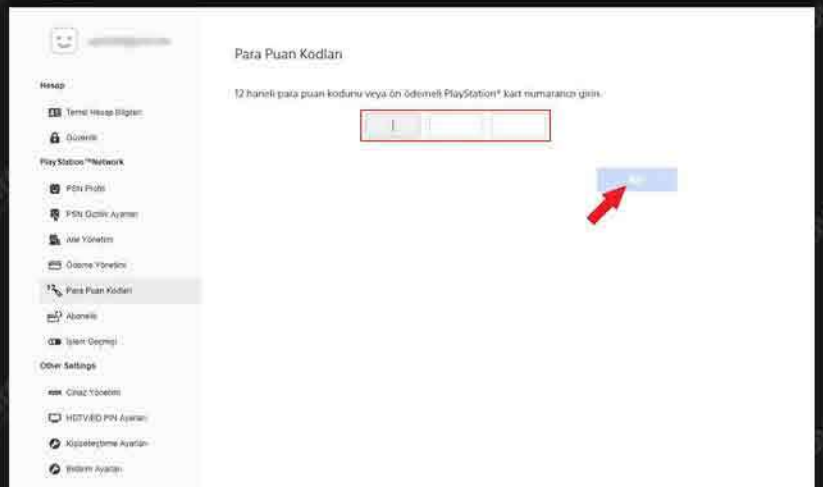 Para Puan Kodları
12 haneli para puan kodunu veya ön ödemeli PlayStation® kart numaranızı girin.
Hesap
Temel Hesap Bilgileri
Güvenlik
PlayStation™Network
PSN Profili
PSN Gizlilik Ayarları
Aile Yönetimi
Ödeme Yönetimi
Para Puan Kodları
Abonelik
İşlem Geçmişi
Other Settings
Cihaz Yönetimi
HDTV/3D PIN Ayarları
Kişiselleştirme Ayarları
Bildirim Ayarları